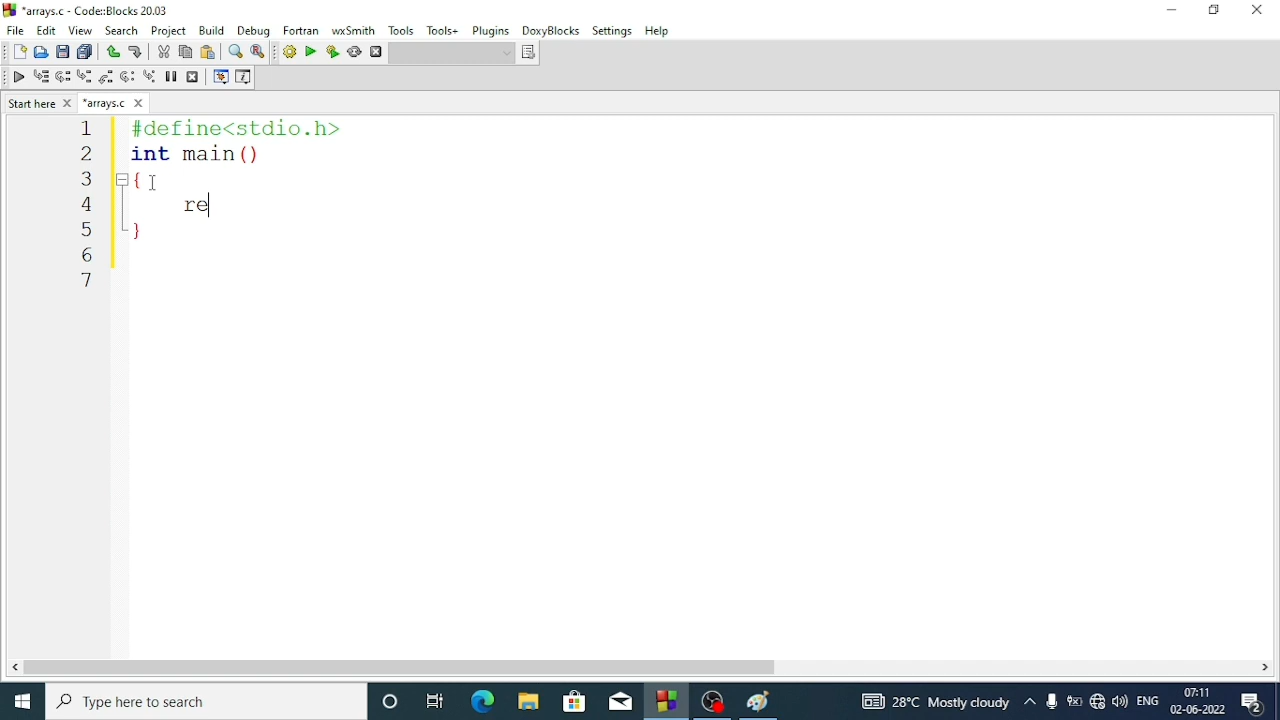 *arrays.c - Code::Blocks 20.03
File Edit View Search Project Build Debug Fortran wxSmith Tools Tools+ Plugins DoxyBlocks Settings Help
Start here *arrays.c
1 #define<stdio.h>
2 int main()
3 {
4 re
5 }
6
7
Type here to search
28°C Mostly cloudy
ENG
07:11
02-06-2022
2